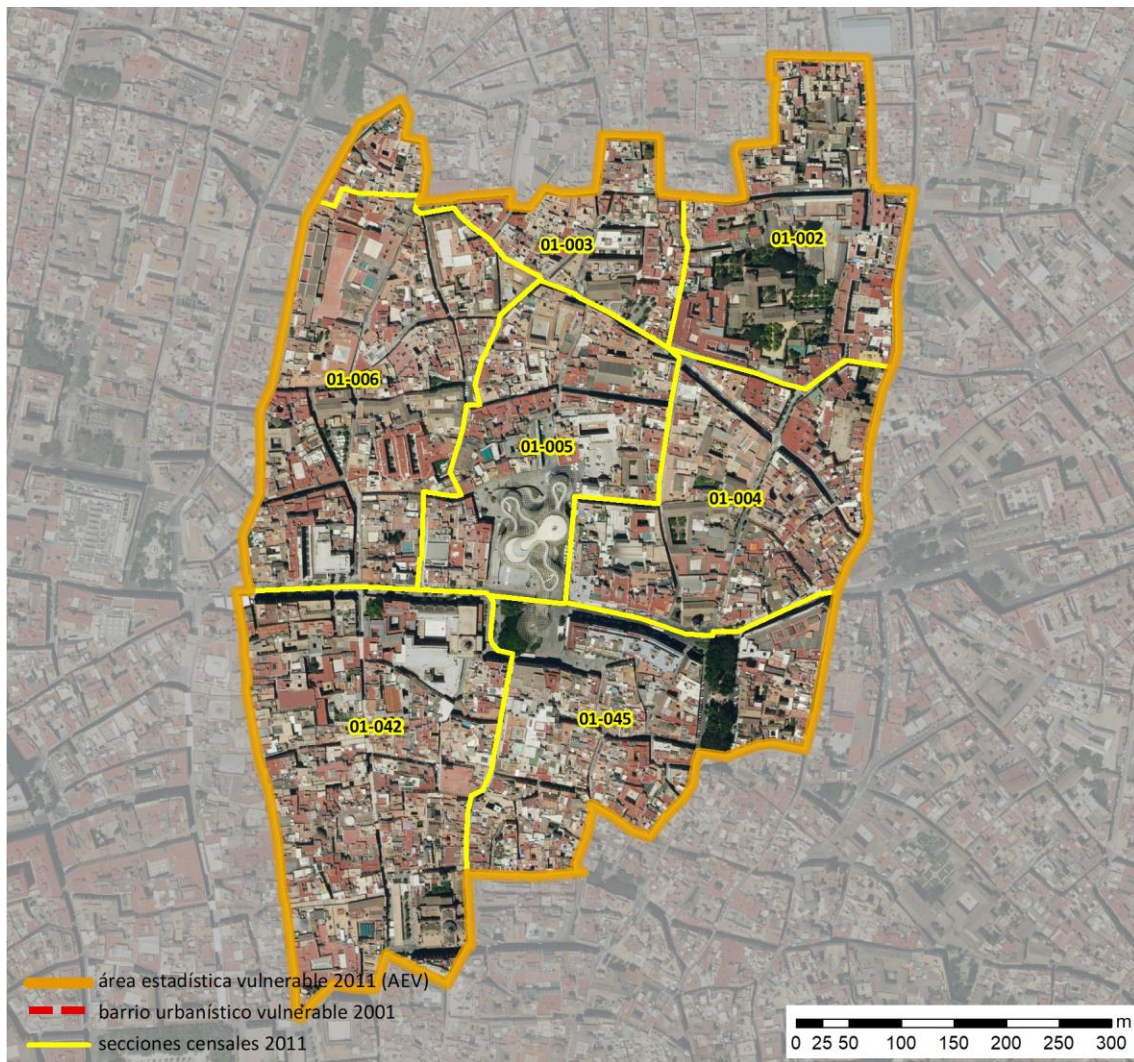 01-003
01-002
01-006
01-005
01-004
01-042
01-045
área estadística vulnerable 2011 (AEV)
barrio urbanístico vulnerable 2001
secciones censales 2011
m
0 25 50 100 150 200 250 300